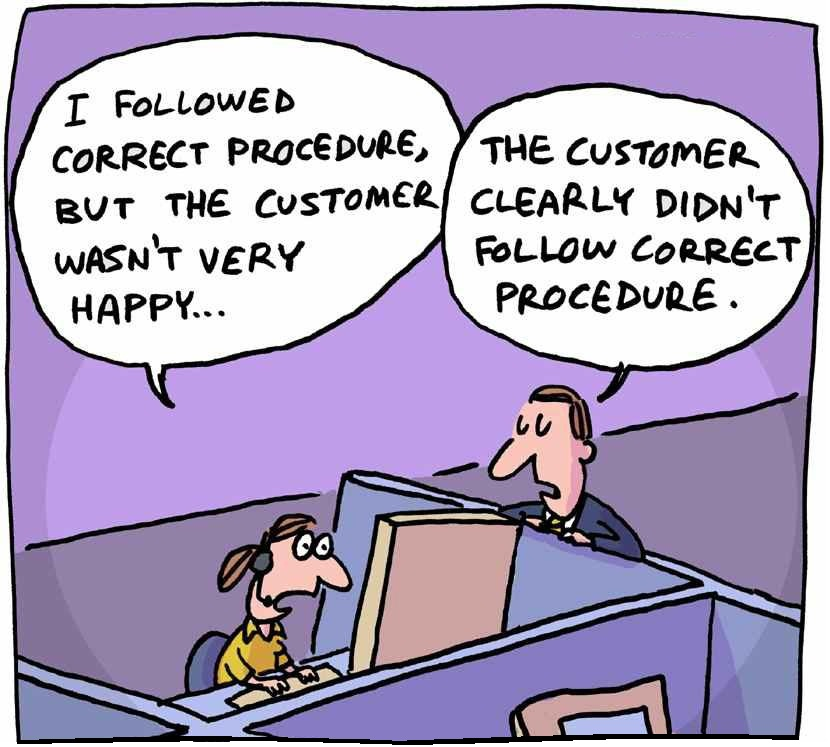 I FOLLOWED
CORRECT PROCEDURE,
BUT THE CUSTOMER
WASN'T VERY
HAPPY...
THE CUSTOMER
CLEARLY DIDN'T
FOLLOW CORRECT
PROCEDURE.